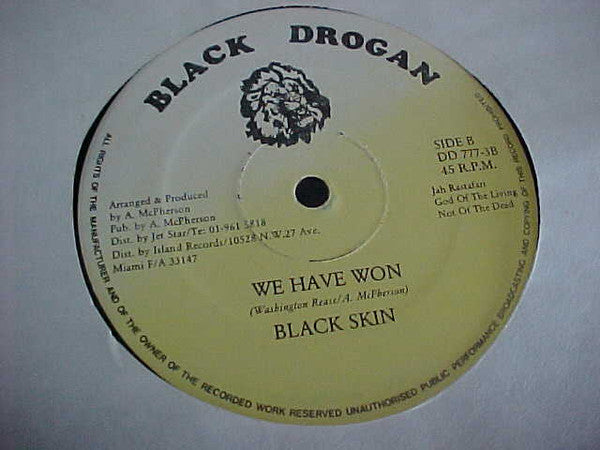 BLACK DROGAN
SIDE B
DD 777-3B
45 R.P.M.
Jah Rastafari
God Of The Living
Not Of The Dead
Arranged & Produced
by A. McPherson
Pub. by A. McPherson
Dist. by Jet Star/Te: 01-961 5818
Dist. by Island Records/10528 N.W.27 Ave.
Miami F/A 33147
WE HAVE WON
(Washington Rease/A. McPherson)
BLACK SKIN
ALL RIGHTS OF THE MANUFACTURER AND OF THE OWNER OF THE RECORDED WORK RESERVED UNAUTHORISED PUBLIC PERFORMANCE BROADCASTING AND COPYING OF THIS RECORD PROHIBITED